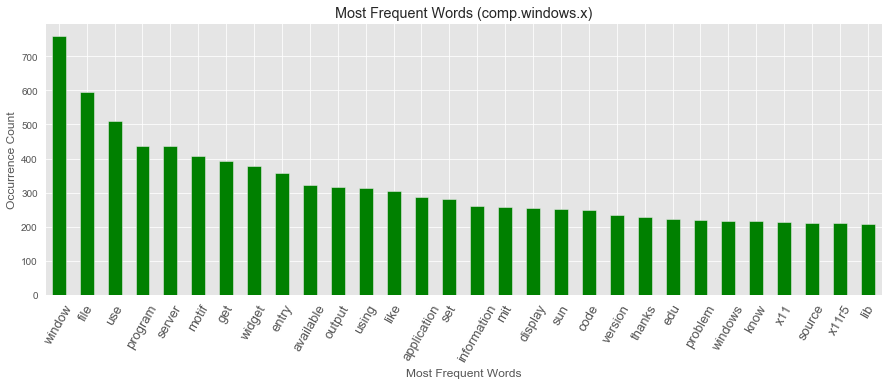 Most Frequent Words (comp.windows.x)
Occurrence Count
700
600
500
400
300
200
100
0
window
file
use
program
server
motif
get
widget
entry
available
output
using
like
application
set
information
mit
display
sun
code
version
thanks
edu
problem
windows
know
x11
source
x11r5
lib
Most Frequent Words